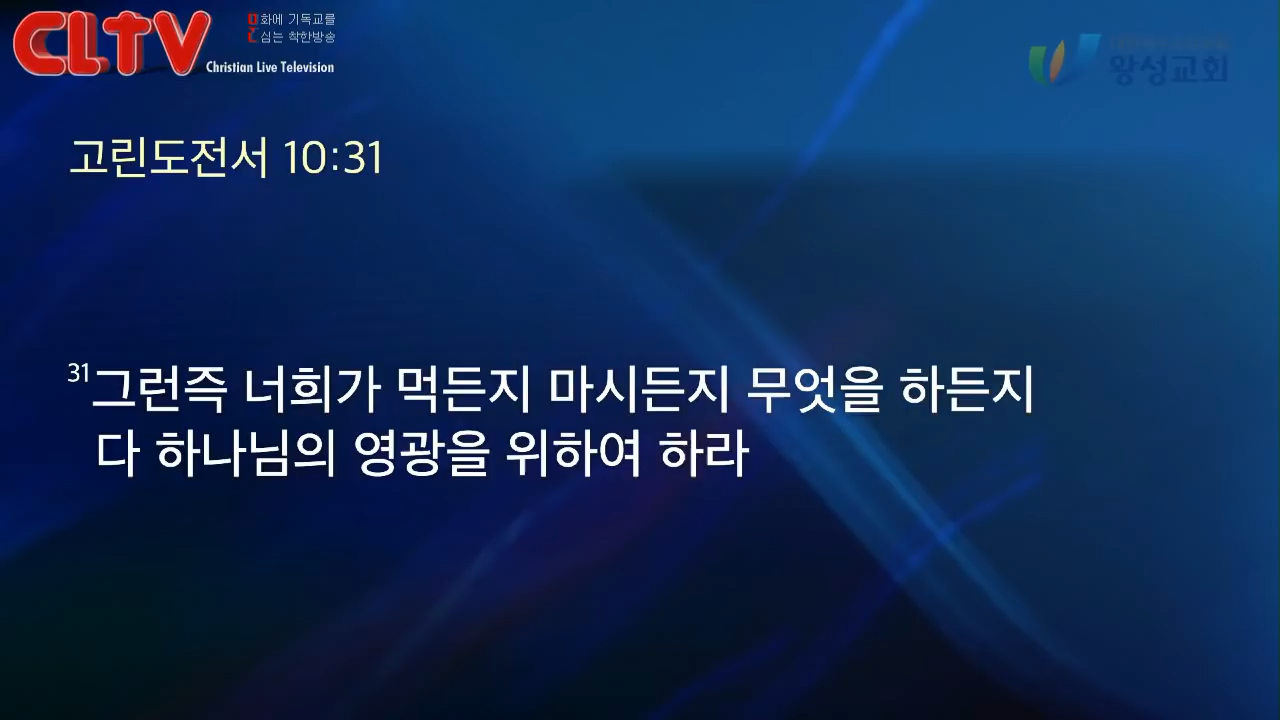 CLTV
문화에 기독교를
심는 착한방송
Christian Live Television
왕성교회
고린도전서 10:31
31그런즉 너희가 먹든지 마시든지 무엇을 하든지
다 하나님의 영광을 위하여 하라